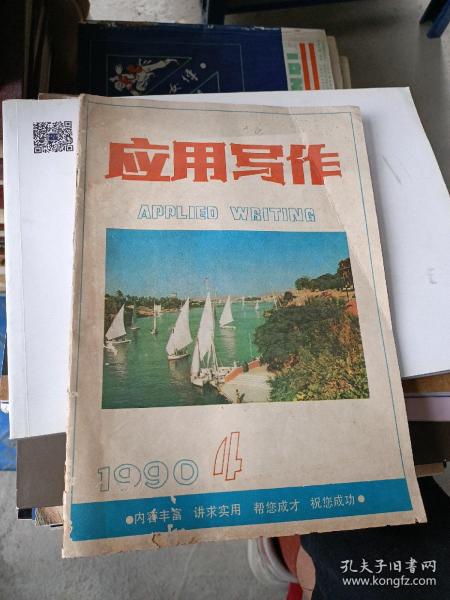 应用写作
APPLIED WRITING
1990 4
●内容丰富 讲求实用 帮您成才 祝您成功●
孔夫子旧书网
www.kongfz.com